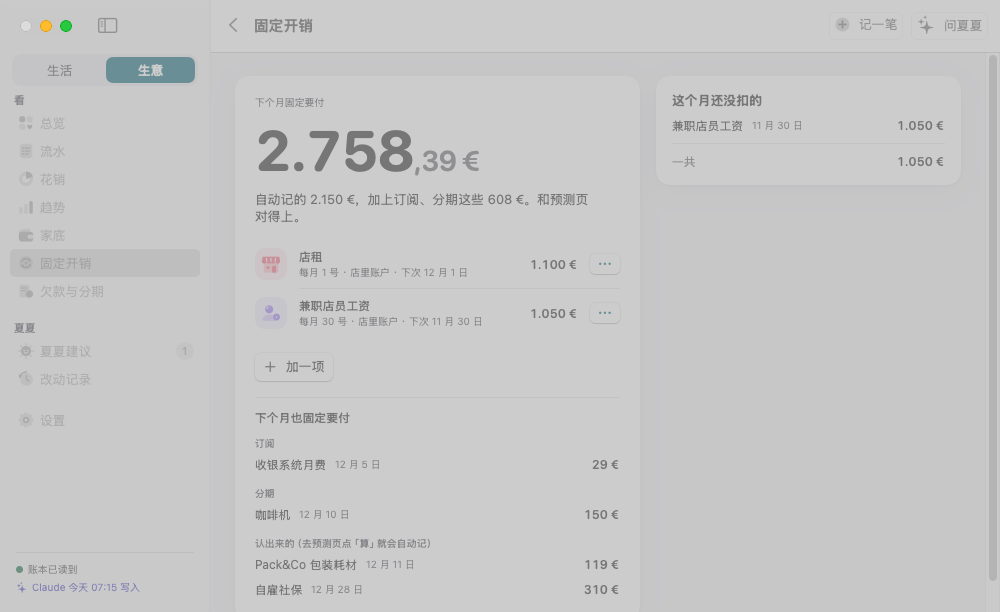 生活
生意
看
总览
流水
花销
趋势
家底
固定开销
欠款与分期
夏夏
夏夏建议 1
改动记录
设置
账本已读到
Claude 今天 07:15 写入
固定开销
记一笔
问夏夏
下个月固定要付
2.758,39 €
自动记的 2.150 €，加上订阅、分期这些 608 €。和预测页
对得上。
店租
每月 1 号 · 店里账户 · 下次 12 月 1 日
1.100 €
兼职店员工资
每月 30 号 · 店里账户 · 下次 11 月 30 日
1.050 €
加一项
下个月也固定要付
订阅
收银系统月费 12 月 5 日 29 €
分期
咖啡机 12 月 10 日 150 €
认出来的（去预测页点「算」就会自动记）
Pack&Co 包装耗材 12 月 11 日 119 €
自雇社保 12 月 28 日 310 €
这个月还没扣的
兼职店员工资 11 月 30 日 1.050 €
一共 1.050 €